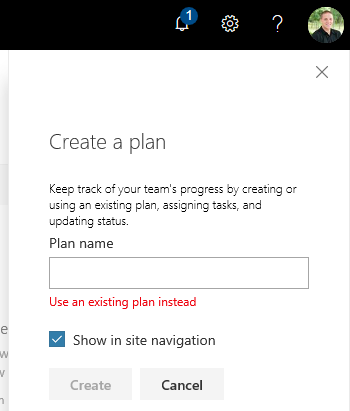 1
?
Create a plan
Keep track of your team's progress by creating or
using an existing plan, assigning tasks, and
updating status.
Plan name
Use an existing plan instead
Show in site navigation
Create
Cancel